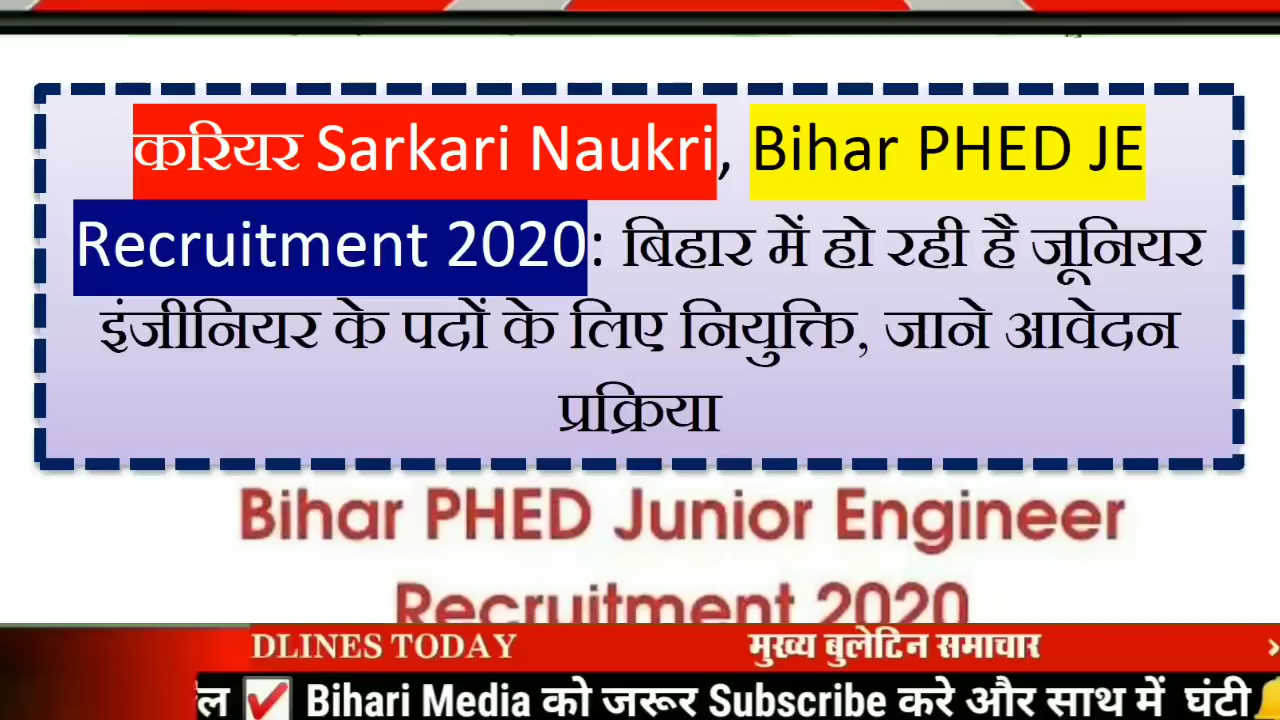 करियर Sarkari Naukri, Bihar PHED JE
Recruitment 2020: बिहार में हो रही है जूनियर
इंजीनियर के पदों के लिए नियुक्ति, जाने आवेदन
प्रक्रिया
Bihar PHED Junior Engineer
Recruitment 2020
DLINES TODAY मुख्य बुलेटिन समाचार
ल ✅ Bihari Media को जरूर Subscribe करे और साथ में घंटी 🔔